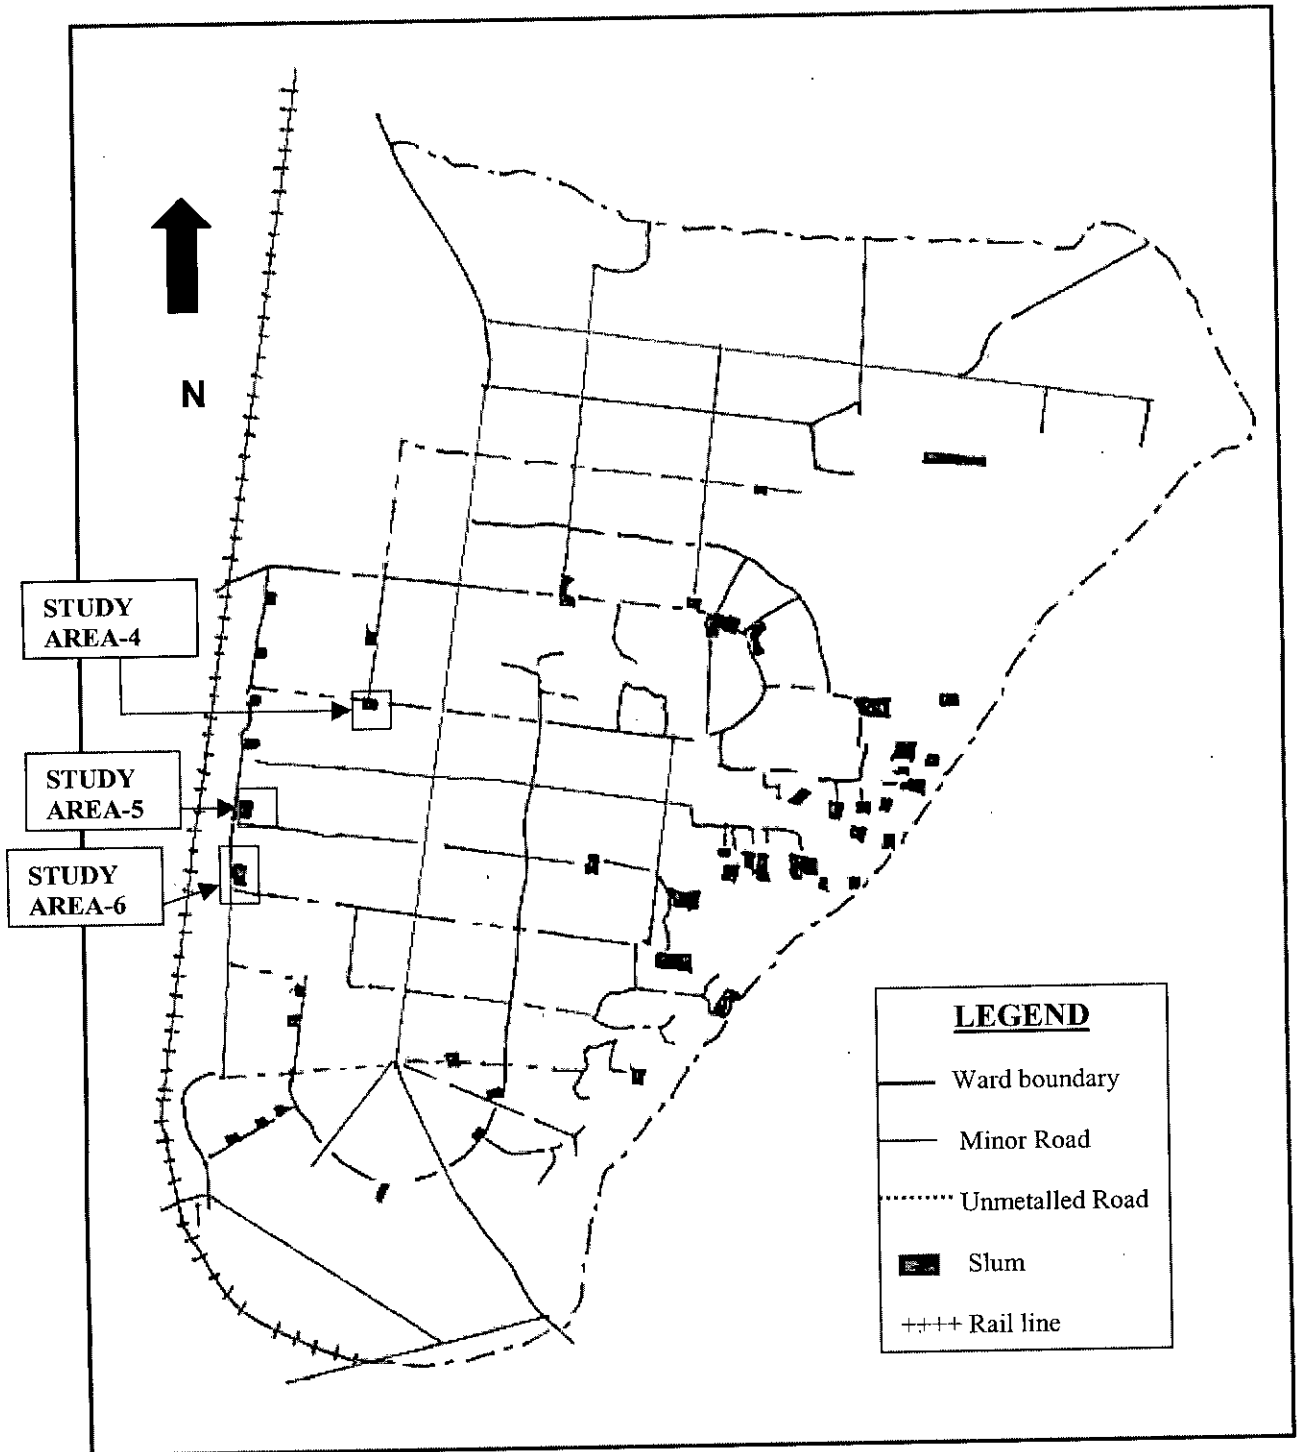 N
STUDY
AREA-4
STUDY
AREA-5
STUDY
AREA-6
LEGEND
Ward boundary
Minor Road
Unmetalled Road
Slum
++++ Rail line